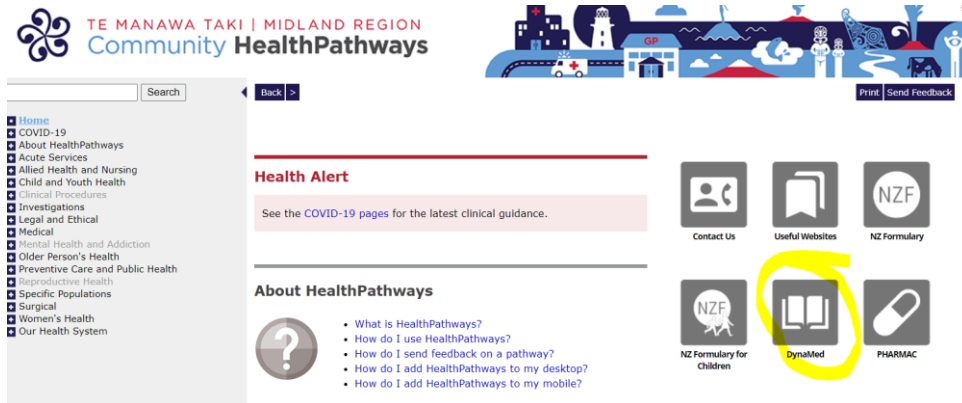 TE MANAWA TAKI | MIDLAND REGION
Community HealthPathways
GP
Search
Back >
Print Send Feedback
Home
COVID-19
About HealthPathways
Acute Services
Allied Health and Nursing
Child and Youth Health
Clinical Procedures
Investigations
Legal and Ethical
Medical
Mental Health and Addiction
Older Person's Health
Preventive Care and Public Health
Reproductive Health
Specific Populations
Surgical
Women's Health
Our Health System
Health Alert
See the COVID-19 pages for the latest clinical guidance.
About HealthPathways
?
• What is HealthPathways?
• How do I use HealthPathways?
• How do I send feedback on a pathway?
• How do I add HealthPathways to my desktop?
• How do I add HealthPathways to my mobile?
NZF
Contact Us
Useful Websites
NZ Formulary
NZF
NZ Formulary for
Children
DynaMed
PHARMAC